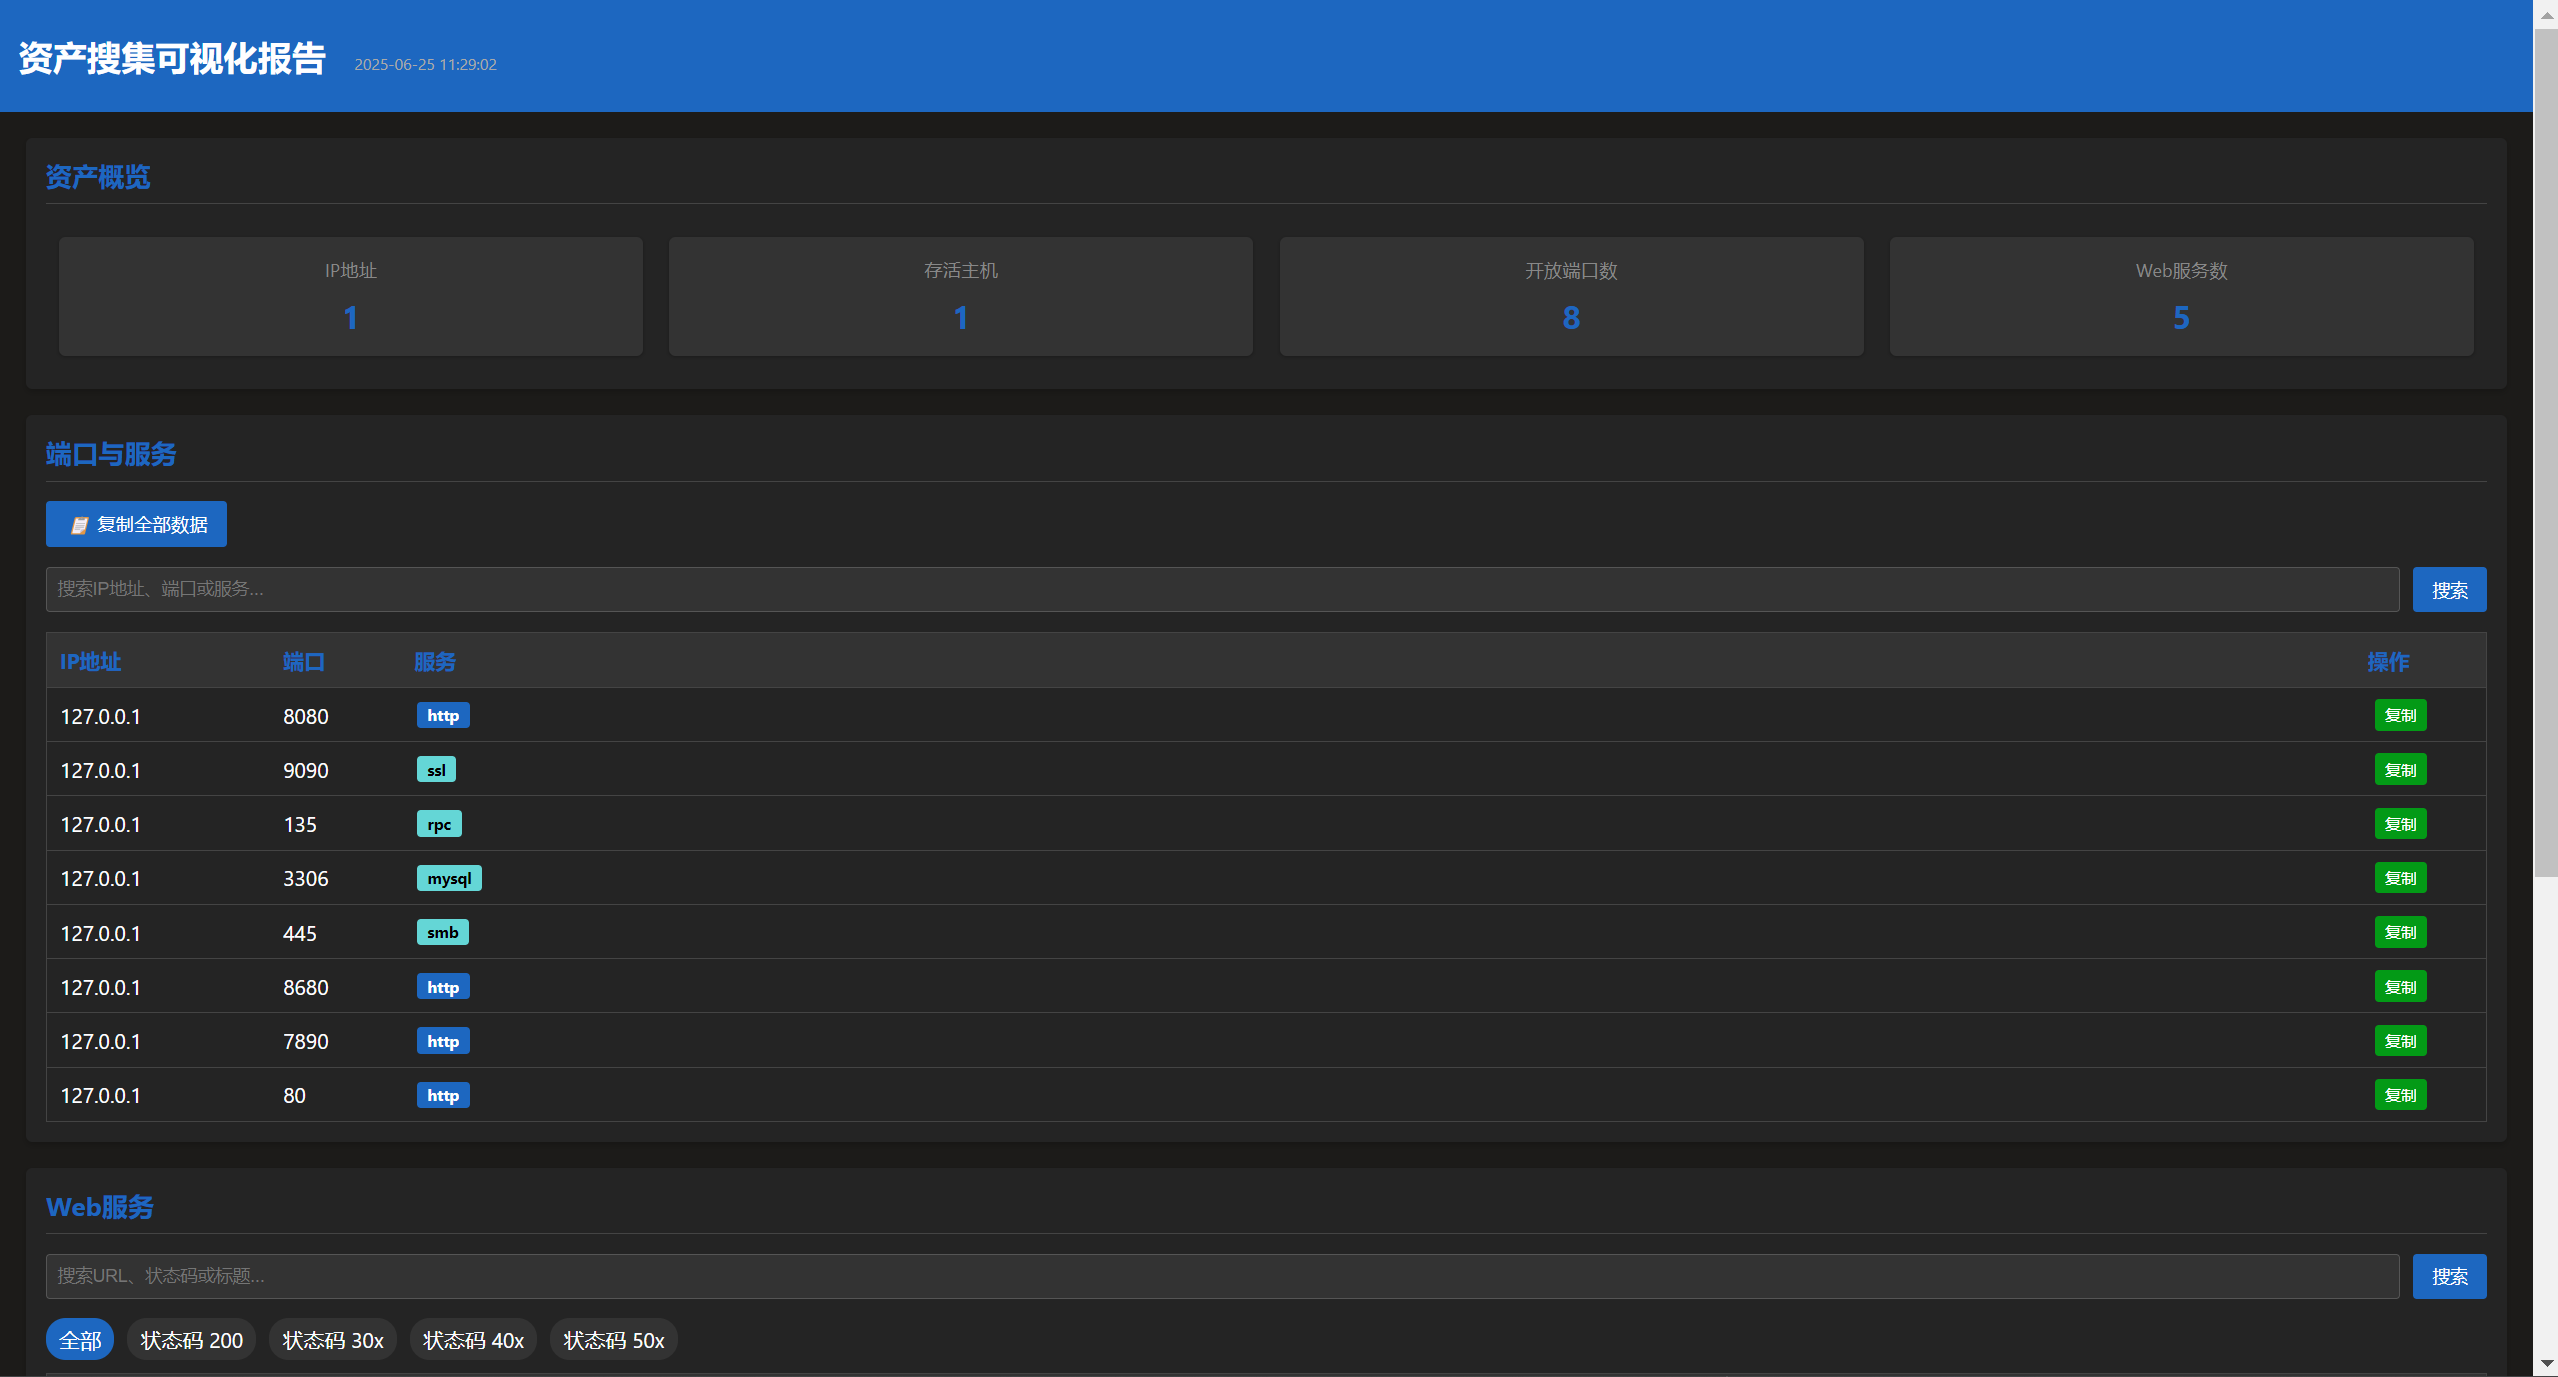 资产搜集可视化报告 2025-06-25 11:29:02
资产概览
IP地址 存活主机 开放端口数 Web服务数
1 1 8 5
端口与服务
复制全部数据
搜索IP地址、端口或服务... 搜索
IP地址 端口 服务 操作
127.0.0.1 8080 http 复制
127.0.0.1 9090 ssl 复制
127.0.0.1 135 rpc 复制
127.0.0.1 3306 mysql 复制
127.0.0.1 445 smb 复制
127.0.0.1 8680 http 复制
127.0.0.1 7890 http 复制
127.0.0.1 80 http 复制
Web服务
搜索URL、状态码或标题... 搜索
全部 状态码 200 状态码 30x 状态码 40x 状态码 50x